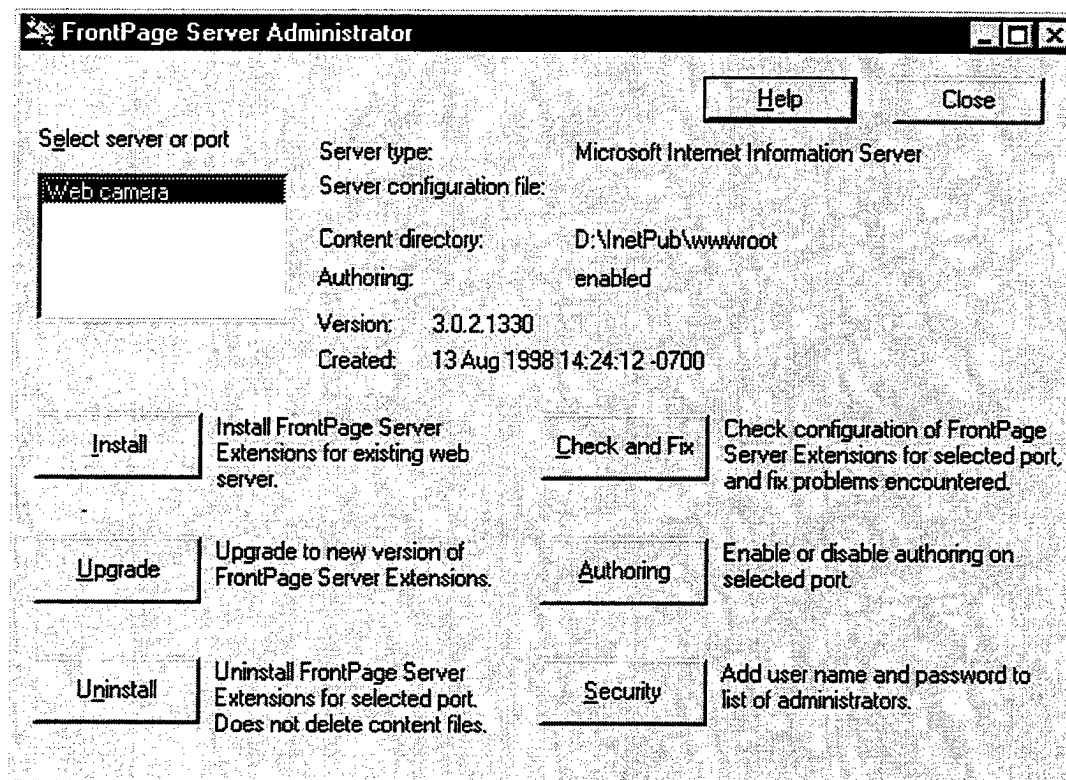 FrontPage Server Administrator
Help
Close
Select server or port
Web camera
Server type: Microsoft Internet Information Server
Server configuration file:
Content directory: D:\InetPub\wwwroot
Authoring: enabled
Version: 3.0.2.1330
Created: 13 Aug 1998 14:24:12 -0700
Install
Install FrontPage Server
Extensions for existing web
server.
Check and Fix
Check configuration of FrontPage
Server Extensions for selected port,
and fix problems encountered.
Upgrade
Upgrade to new version of
FrontPage Server Extensions.
Authoring
Enable or disable authoring on
selected port.
Uninstall
Uninstall FrontPage Server
Extensions for selected port.
Does not delete content files.
Security
Add user name and password to
list of administrators.